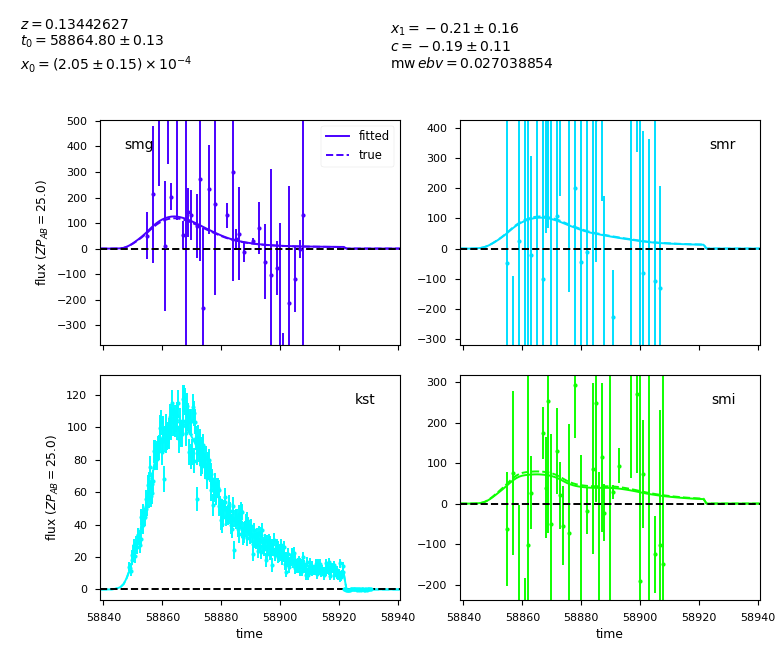 z = 0.13442627
t₀ = 58864.80 ± 0.13
x₀ = (2.05 ± 0.15) × 10⁻⁴
x₁ = −0.21 ± 0.16
c = −0.19 ± 0.11
mw ebv = 0.027038854
smg
fitted
true
500
400
300
200
100
0
−100
−200
−300
flux (ZP_AB = 25.0)
smr
400
300
200
100
0
−100
−200
−300
kst
120
100
80
60
40
20
0
flux (ZP_AB = 25.0)
58840 58860 58880 58900 58920 58940
time
smi
300
200
100
0
−100
−200
58840 58860 58880 58900 58920 58940
time